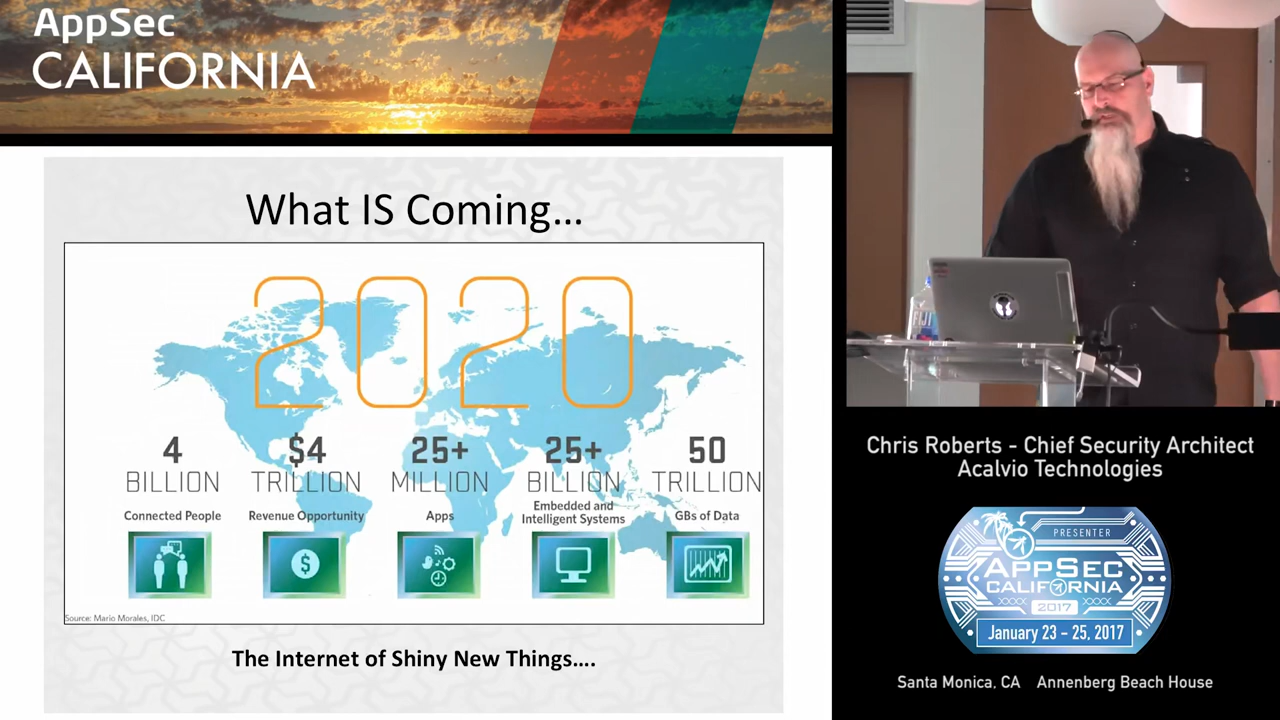 AppSec
CALIFORNIA
What IS Coming...
2020
4
BILLION
Connected People
$4
TRILLION
Revenue Opportunity
25+
MILLION
Apps
25+
BILLION
Embedded and
Intelligent Systems
50
TRILLION
GBs of Data
Source: Mario Morales, IDC
The Internet of Shiny New Things....
FIJI
Chris Roberts - Chief Security Architect
Acalvio Technologies
PRESENTER
APPSEC
CALIFORNIA
XXXX 2017 XXXX
January 23 - 25, 2017
Santa Monica, CA Annenberg Beach House